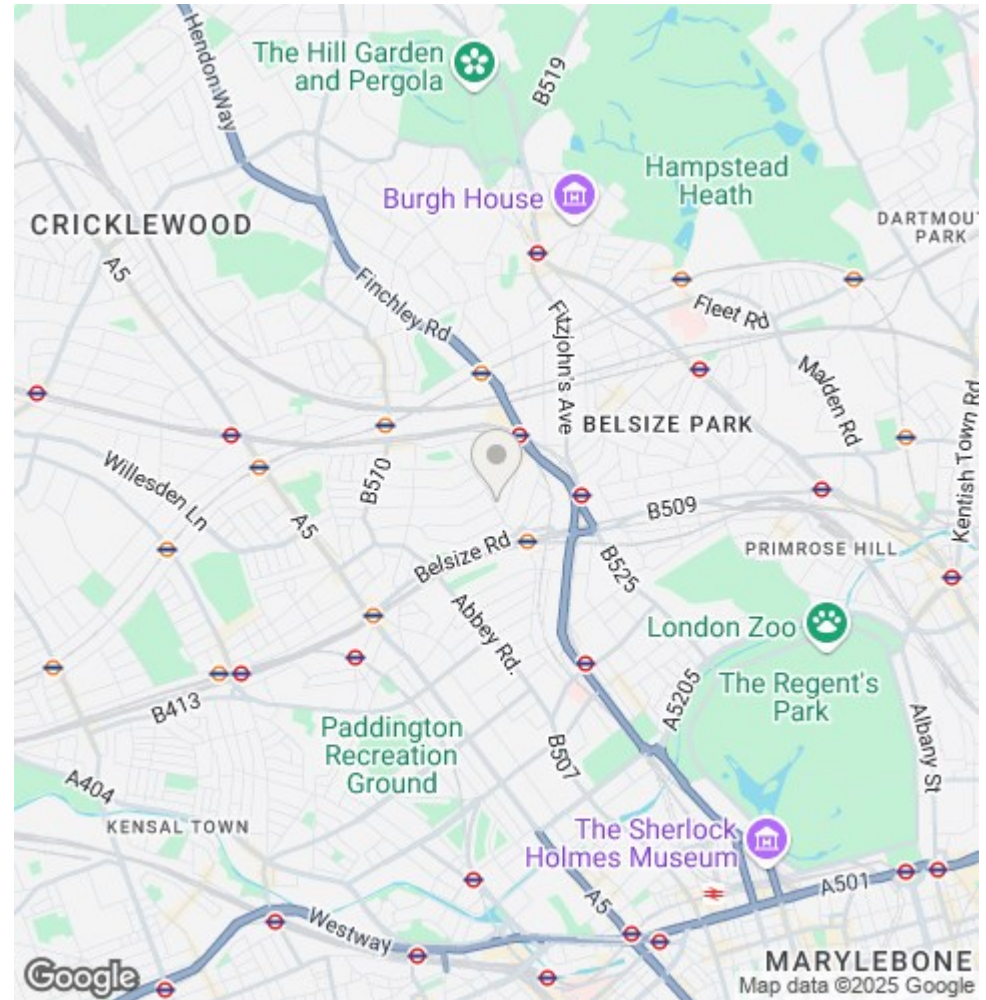 Hendon Way
The Hill Garden
and Pergola
B519
Hampstead
Heath
Burgh House
CRICKLEWOOD
DARTMOU
PARK
A5
Finchley Rd
Fitzjohn's Ave
Fleet Rd
Malden Rd
BELSIZE PARK
Kentish Town Rd
Willesden Ln
B510
A5
B509
Belsize Rd
B525
PRIMROSE HILL
Abbey Rd.
London Zoo
The Regent's
Park
A5205
B413
Paddington
Recreation
Ground
B507
Albany St
A404
KENSAL TOWN
The Sherlock
Holmes Museum
A5
A501
Westway
MARYLEBONE
Google
Map data ©2025 Google